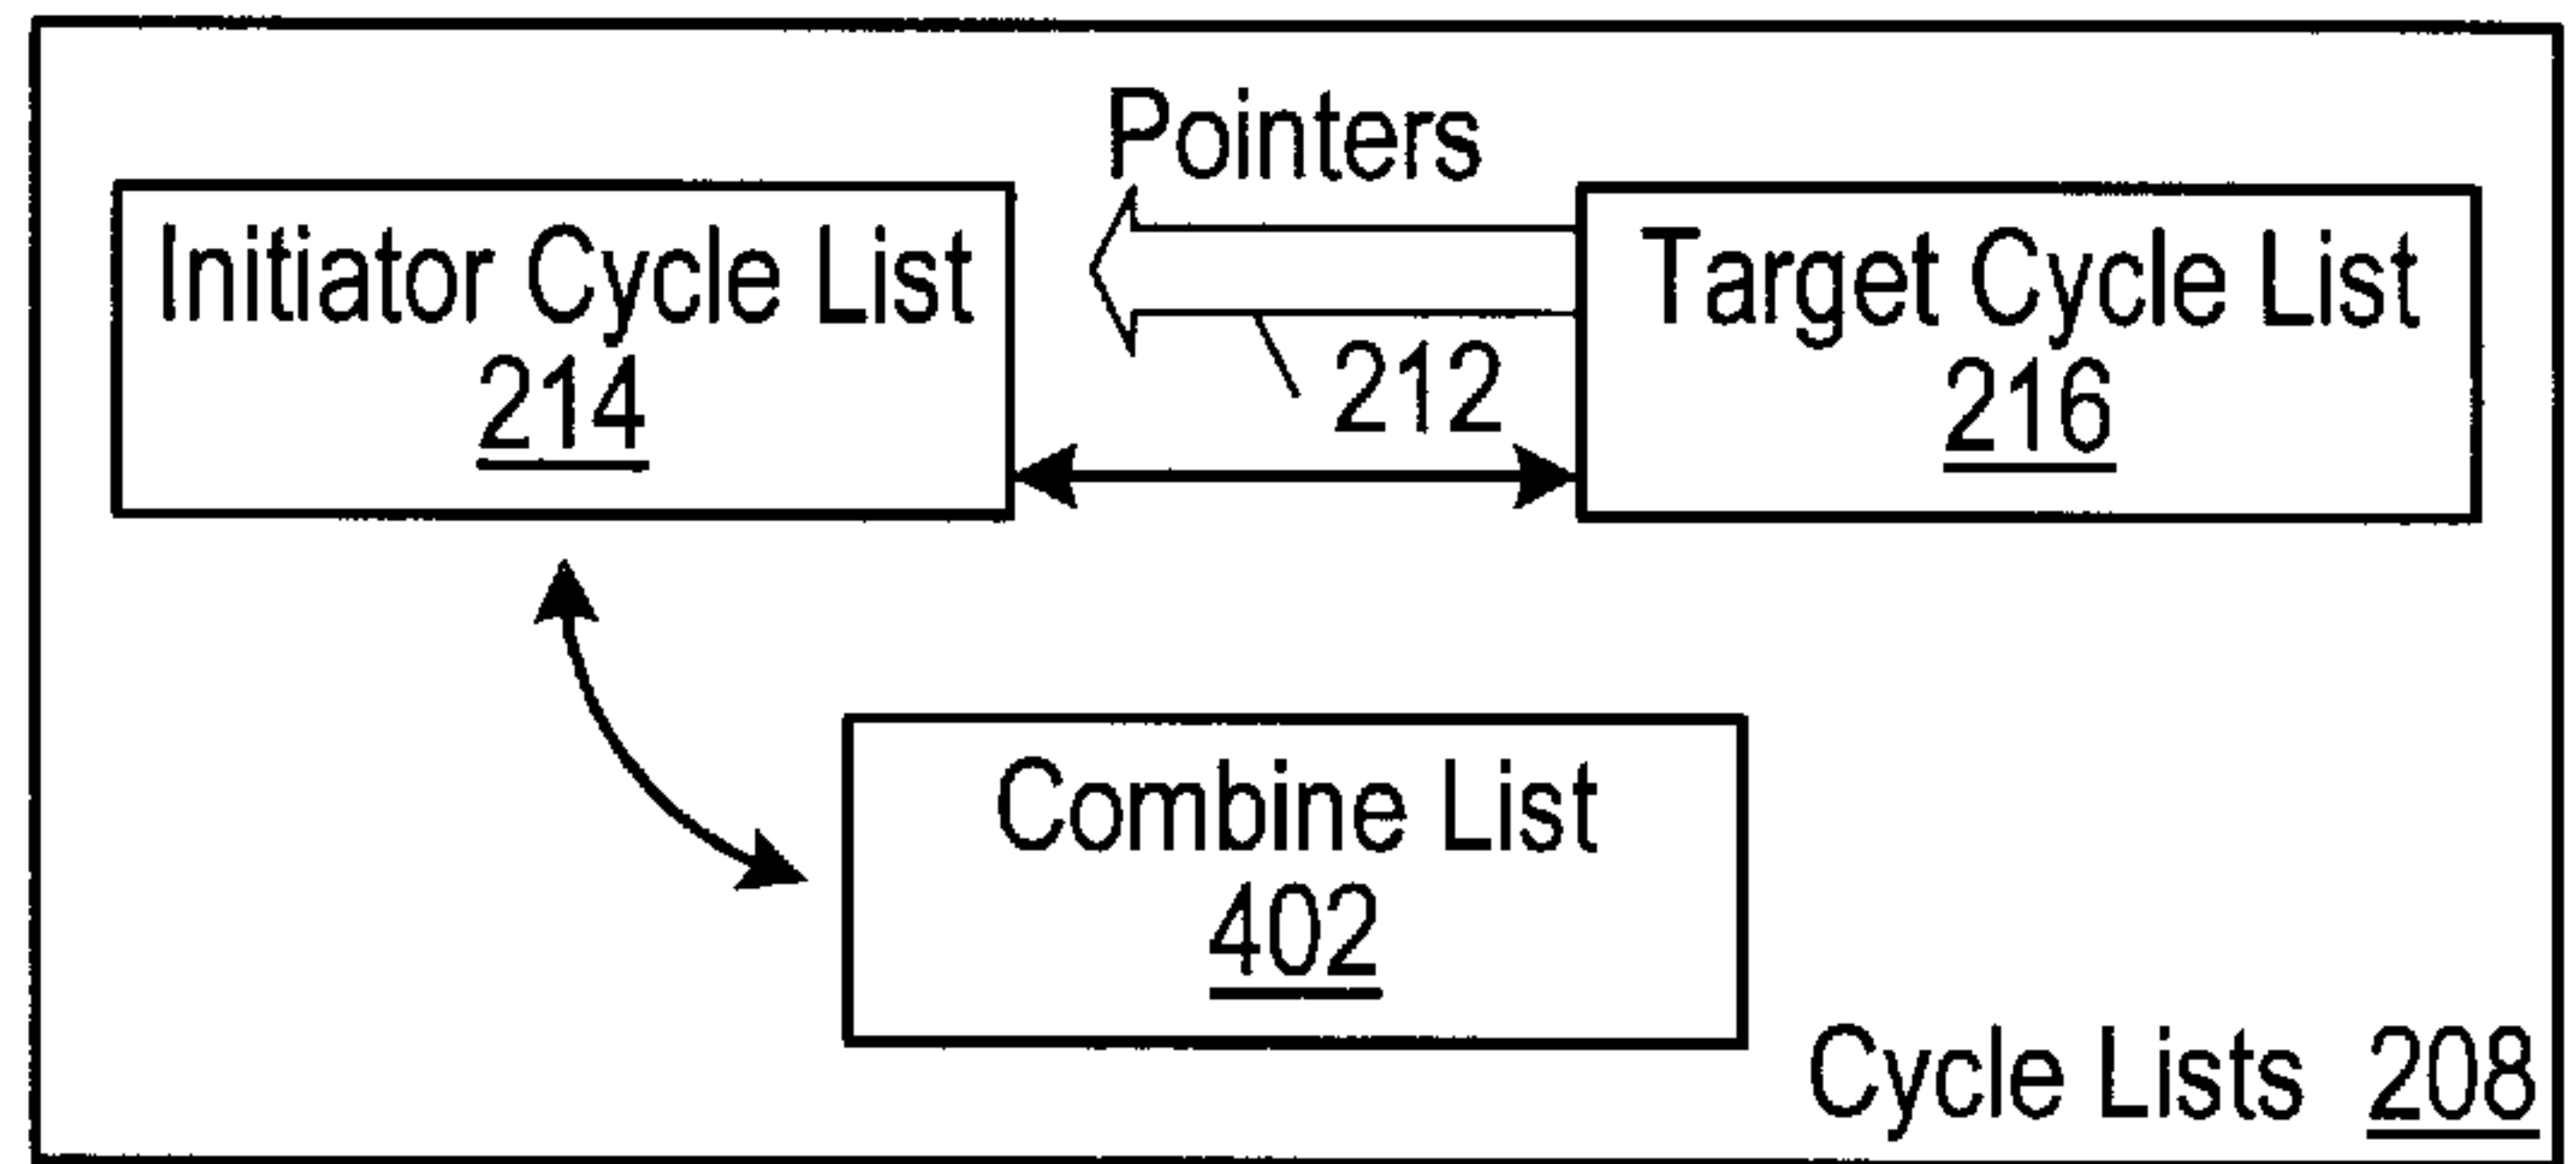 Pointers
Initiator Cycle List
214
212
Target Cycle List
216
Combine List
402
Cycle Lists 208